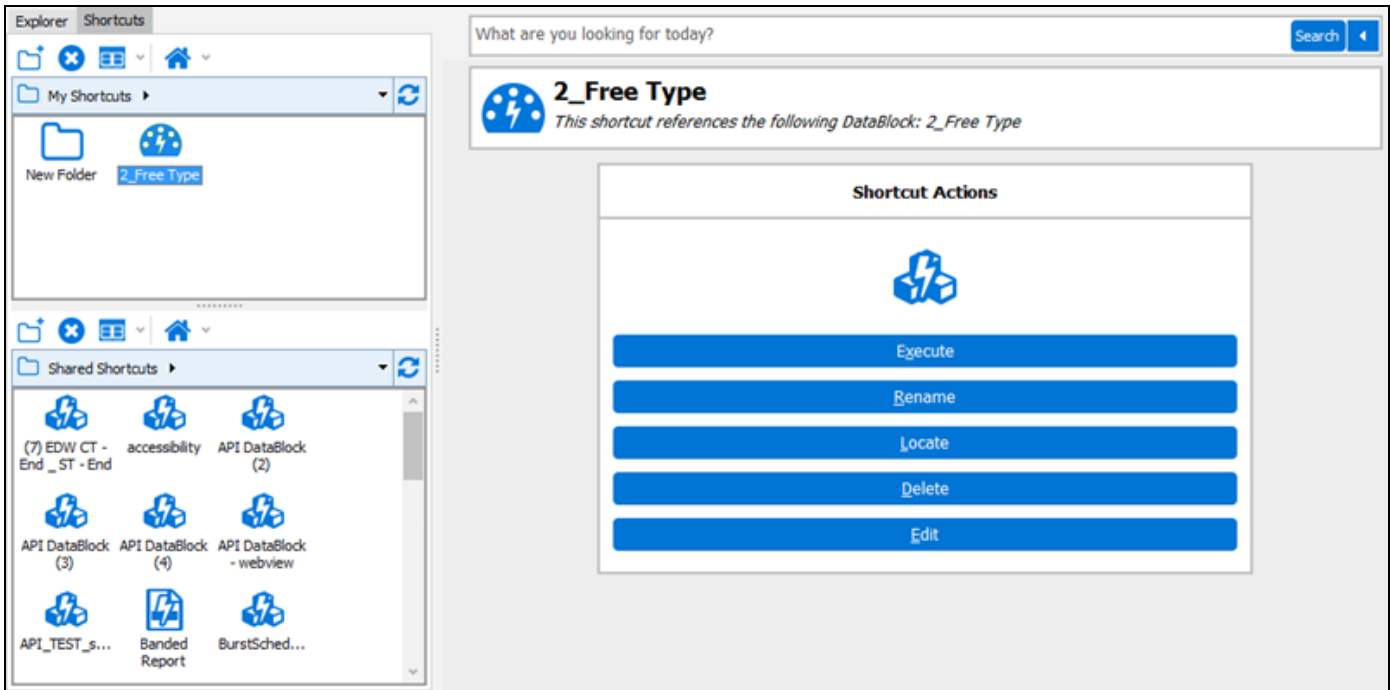 Explorer Shortcuts
My Shortcuts
New Folder 2_Free Type
Shared Shortcuts
(7) EDW CT - accessibility API DataBlock
End _ ST - End (2)
API DataBlock API DataBlock API DataBlock
(3) (4) - webview
API_TEST_s... Banded BurstSched...
Report
What are you looking for today? Search
2_Free Type
This shortcut references the following DataBlock: 2_Free Type
Shortcut Actions
Execute
Rename
Locate
Delete
Edit